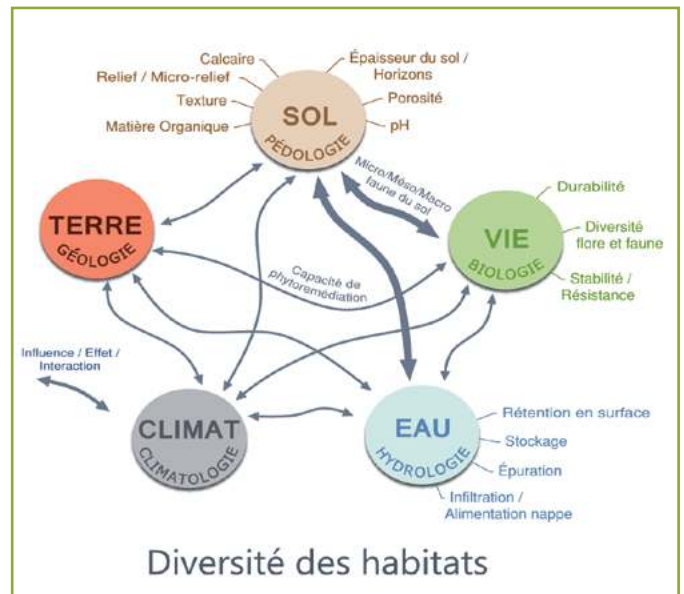 Calcaire
Épaisseur du sol /
Horizons
Relief / Micro-relief
Texture
Porosité
Matière Organique
pH
SOL
PÉDOLOGIE
Micro/Méso/Macro
faune du sol
Durabilité
TERRE
GÉOLOGIE
VIE
BIOLOGIE
Diversité
flore et faune
Stabilité /
Résistance
Capacité de
phytoremédiation
Influence / Effet /
Interaction
CLIMAT
CLIMATOLOGIE
EAU
HYDROLOGIE
Rétention en surface
Stockage
Épuration
Infiltration /
Alimentation nappe
Diversité des habitats